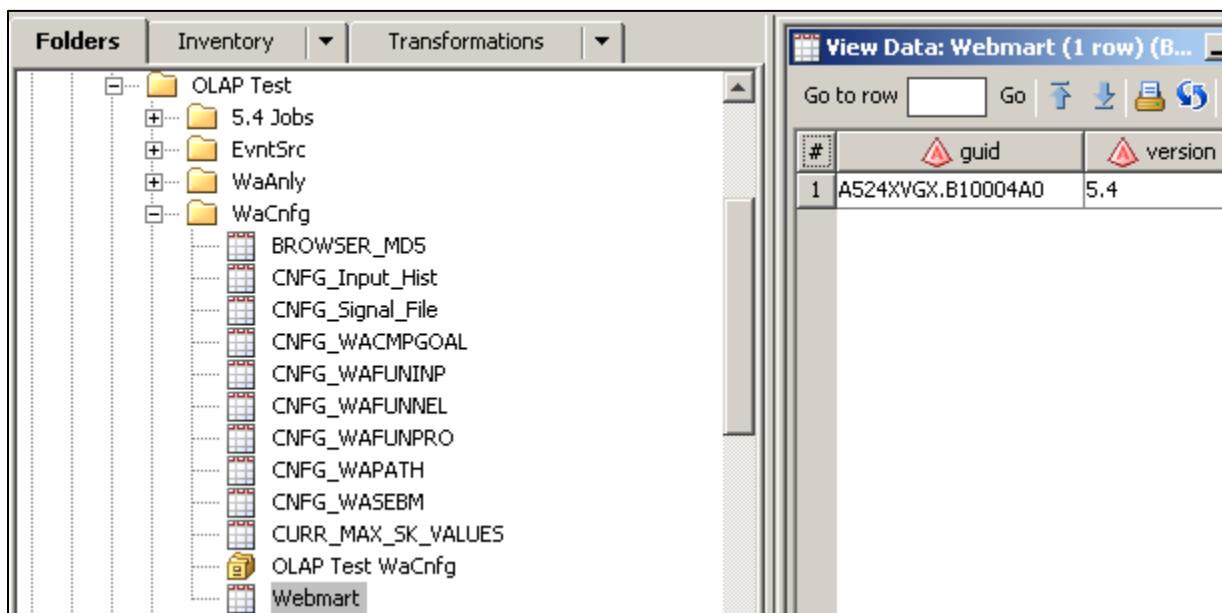 Folders Inventory Transformations
OLAP Test
5.4 Jobs
EvntSrc
WaAnly
WaCnfg
BROWSER_MD5
CNFG_Input_Hist
CNFG_Signal_File
CNFG_WACMPGOAL
CNFG_WAFUNINP
CNFG_WAFUNNEL
CNFG_WAFUNPRO
CNFG_WAPATH
CNFG_WASEBM
CURR_MAX_SK_VALUES
OLAP Test WaCnfg
Webmart
View Data: Webmart (1 row) (B...
Go to row Go
# guid version
1 A524XVGX.B10004A0 5.4